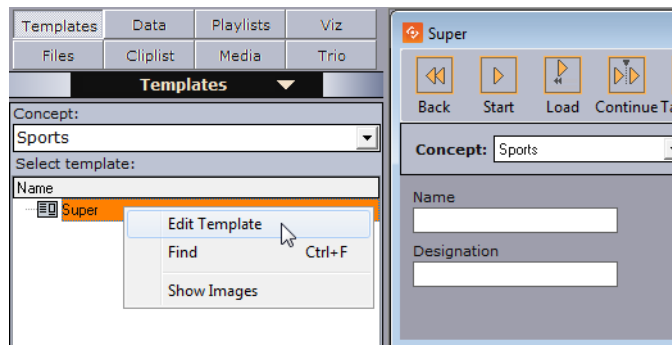 Templates Data Playlists Viz
Files Cliplist Media Trio
Templates
Concept:
Sports
Select template:
Name
Super
Edit Template
Find Ctrl+F
Show Images
Super
Back Start Load Continue Ta
Concept: Sports
Name
Designation